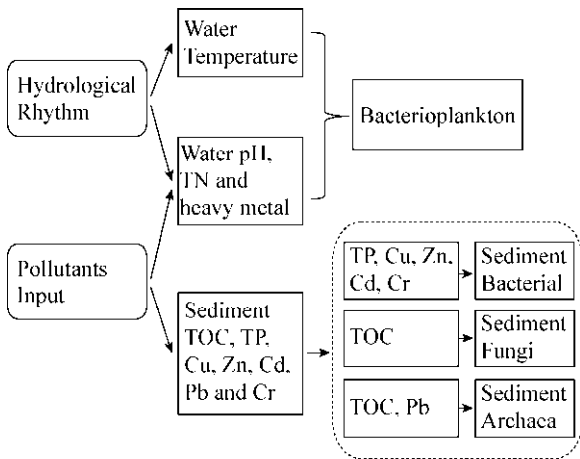 Water
Temperature
Hydrological
Rhythm
Bacterioplankton
Water pH,
TN and
heavy metal
Pollutants
Input
Sediment
TOC, TP,
Cu, Zn, Cd,
Pb and Cr
TP, Cu, Zn,
Cd, Cr
Sediment
Bacterial
TOC
Sediment
Fungi
TOC, Pb
Sediment
Archaea